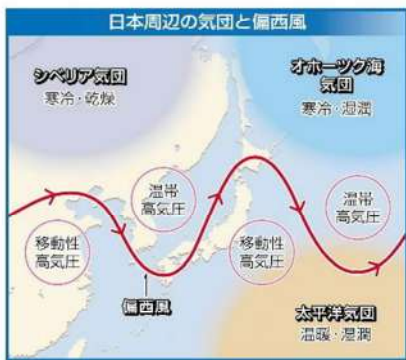 日本周辺の気団と偏西風
シベリア気団
寒冷・乾燥
オホーツク海
気団
寒冷・湿潤
温帯
高気圧
温帯
高気圧
移動性
高気圧
移動性
高気圧
偏西風
太平洋気団
温暖・湿潤